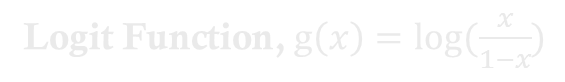 Logit Function, g(x) = log(x/1−x)